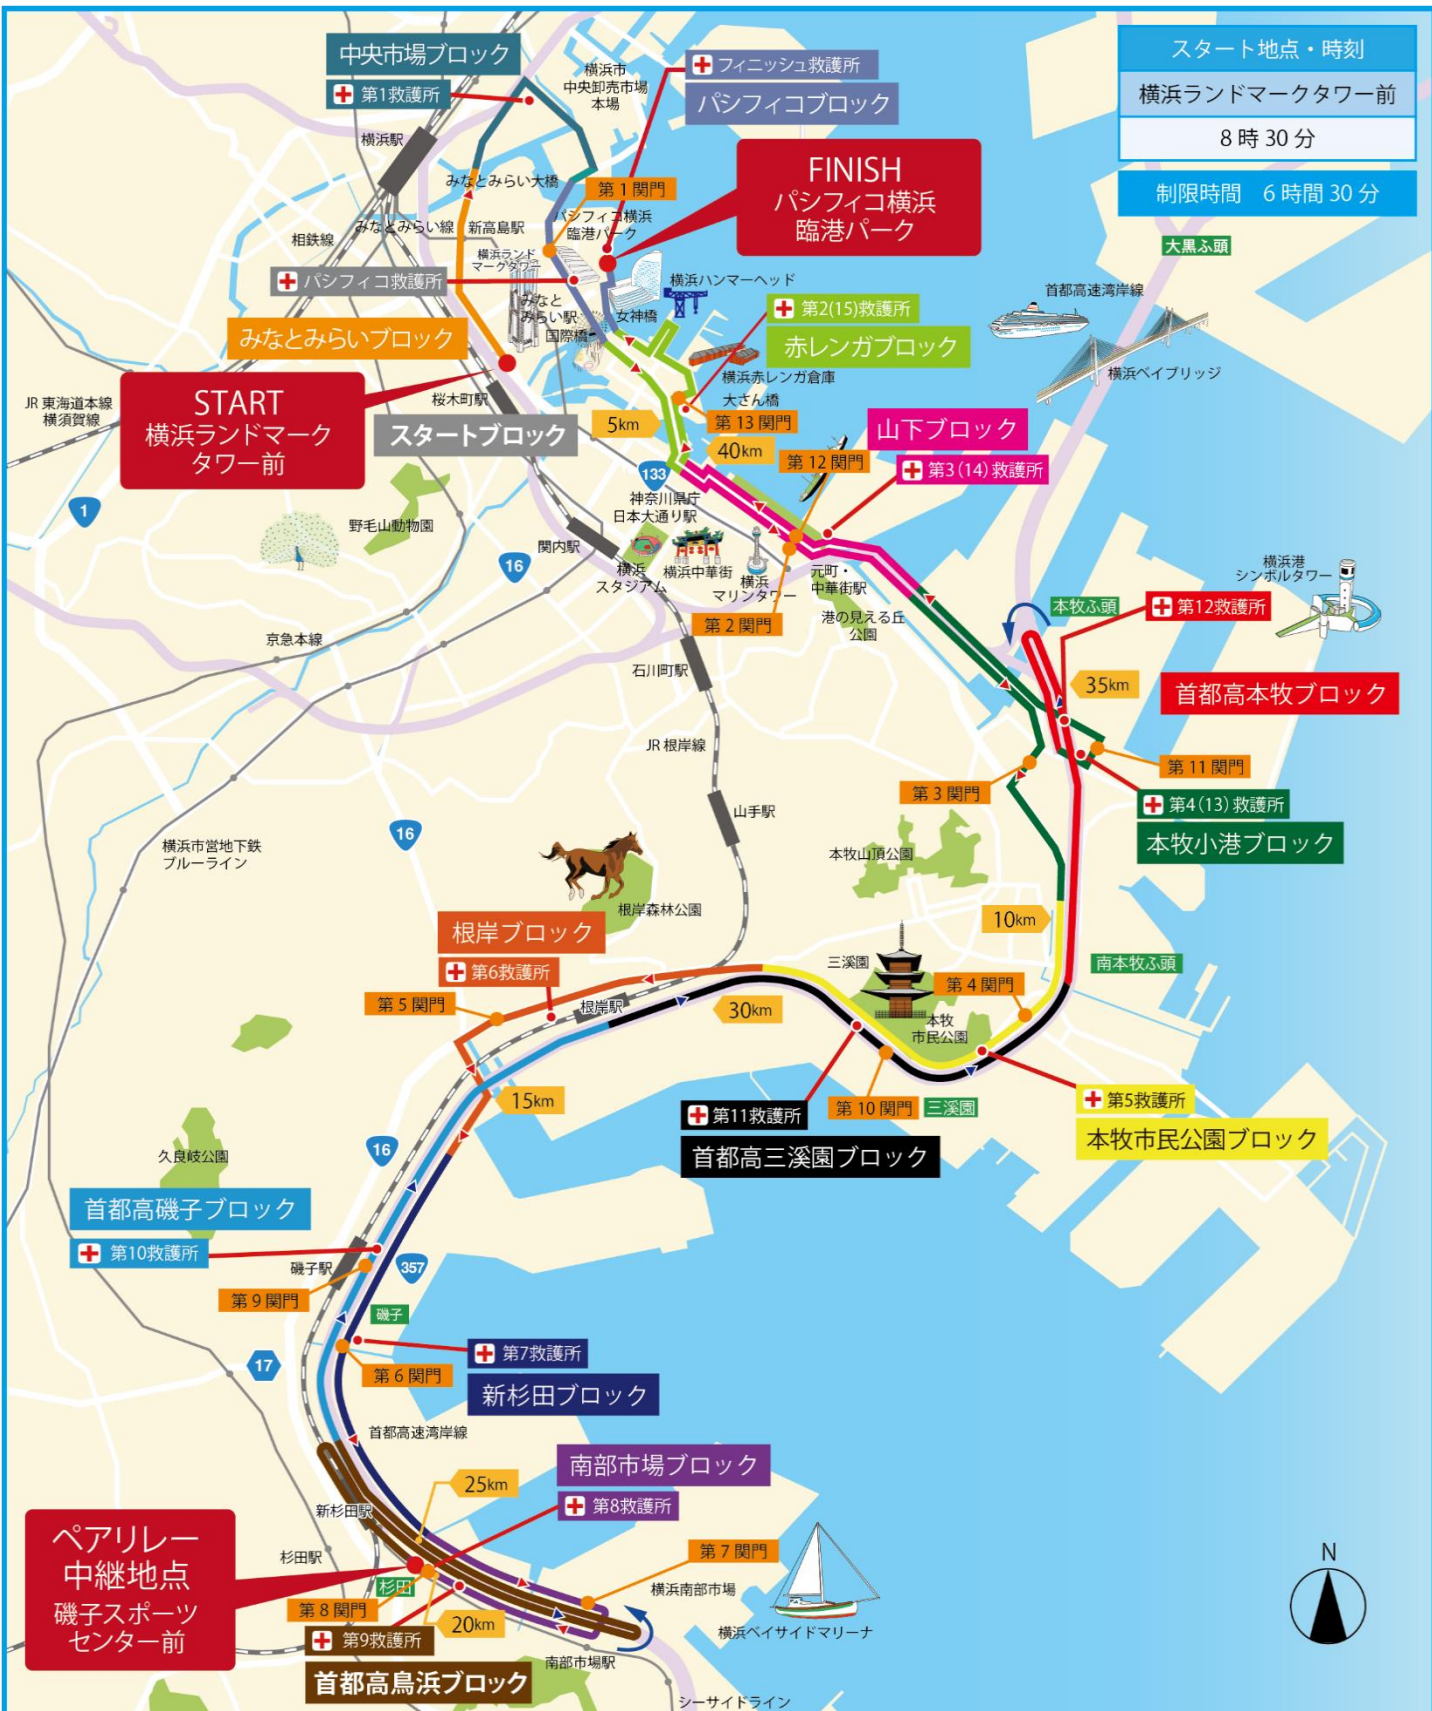 中央市場ブロック
第1救護所
横浜市
中央卸売市場
本場
フィニッシュ救護所
パシフィコブロック
スタート地点・時刻
横浜ランドマークタワー前
8時30分
制限時間 6時間30分
横浜駅
FINISH
パシフィコ横浜
臨港パーク
みなとみらい大橋
第1関門
パシフィコ横浜
臨港パーク
相鉄線
みなとみらい線
新高島駅
横浜ランド
マークタワー
パシフィコ救護所
大黒ふ頭
首都高速湾岸線
横浜ハンマーヘッド
みなと
みらい駅
国際橋
女神橋
第2(15)救護所
赤レンガブロック
みなとみらいブロック
横浜赤レンガ倉庫
大さん橋
横浜ベイブリッジ
START
横浜ランドマーク
タワー前
JR東海道本線
横須賀線
桜木町駅
スタートブロック
5km
第13関門
40km
山下ブロック
第12関門
第3(14)救護所
133
1
野毛山動物園
神奈川県庁
日本大通り駅
関内駅
16
横浜
スタジアム
横浜中華街
横浜
マリンタワー
元町・
中華街駅
港の見える丘
公園
第2関門
横浜港
シンボルタワー
本牧ふ頭
第12救護所
京急本線
石川町駅
35km
首都高本牧ブロック
JR根岸線
第11関門
第3関門
第4(13)救護所
本牧小港ブロック
山手駅
16
横浜市営地下鉄
ブルーライン
本牧山頂公園
根岸森林公園
10km
根岸ブロック
第6救護所
三溪園
南本牧ふ頭
第4関門
第5関門
根岸駅
30km
本牧
市民公園
15km
第11救護所
第10関門
三溪園
第5救護所
本牧市民公園ブロック
首都高三溪園ブロック
16
久良岐公園
首都高磯子ブロック
第10救護所
磯子駅
357
第9関門
磯子
第7救護所
17
第6関門
新杉田ブロック
首都高速湾岸線
南部市場ブロック
25km
第8救護所
新杉田駅
ペアリレー
中継地点
磯子スポーツ
センター前
杉田駅
第7関門
杉田
横浜南部市場
第8関門
20km
横浜ベイサイドマリーナ
第9救護所
首都高鳥浜ブロック
南部市場駅
シーサイドライン
N